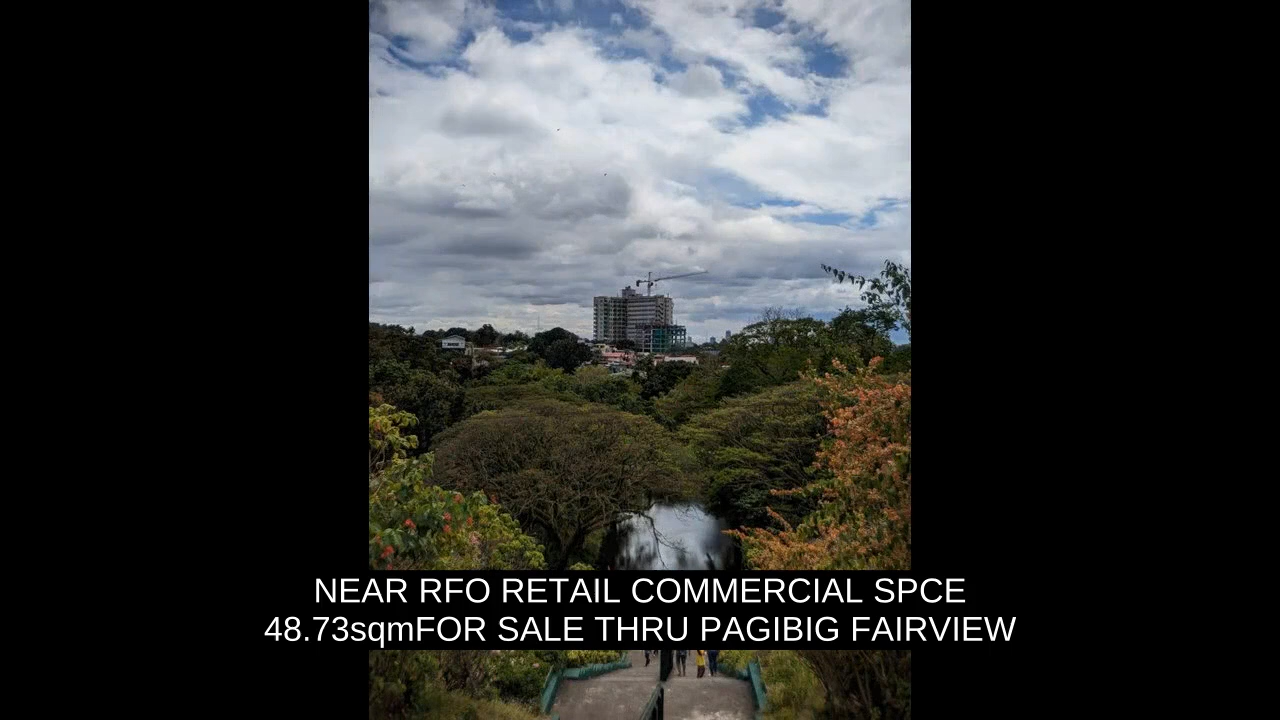 NEAR RFO RETAIL COMMERCIAL SPCE
48.73sqmFOR SALE THRU PAGIBIG FAIRVIEW